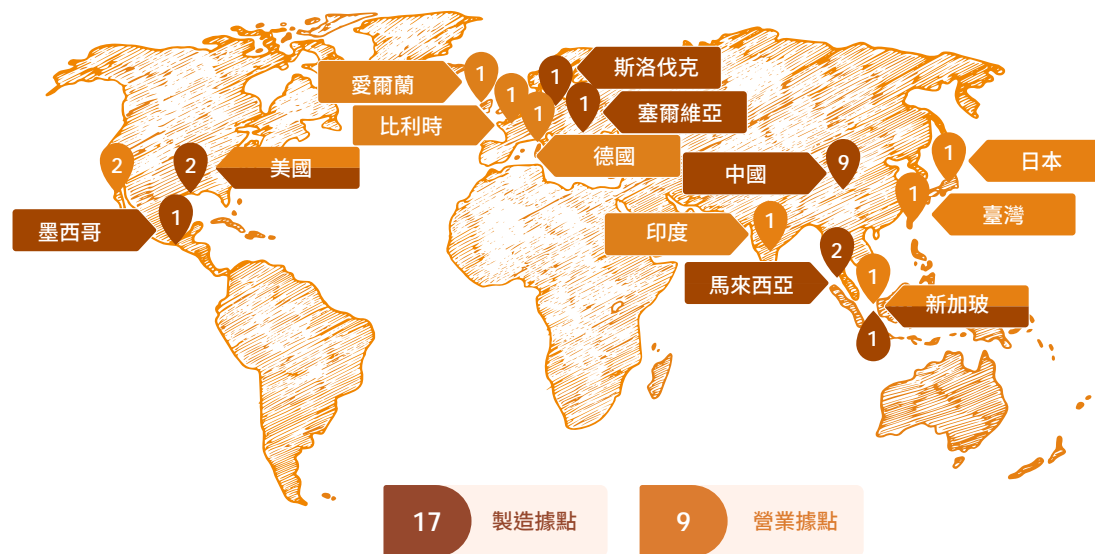 1
愛爾蘭
1
比利時
1
德國
1
斯洛伐克
1
塞爾維亞
2
2
美國
1
墨西哥
9
中國
1
日本
1
臺灣
1
印度
2
馬來西亞
1
新加玻
1
17 製造據點
9 營業據點